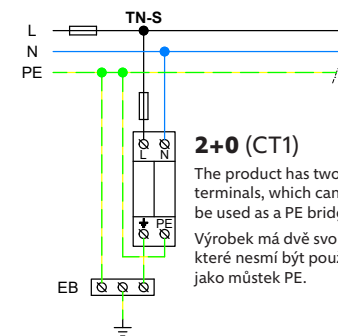 TN-S
L
N
PE
L N
PE
EB
2+0 (CT1)
The product has two
terminals, which can
be used as a PE bridg
Výrobek má dvě svo
které nesmí být použ
jako můstek PE.